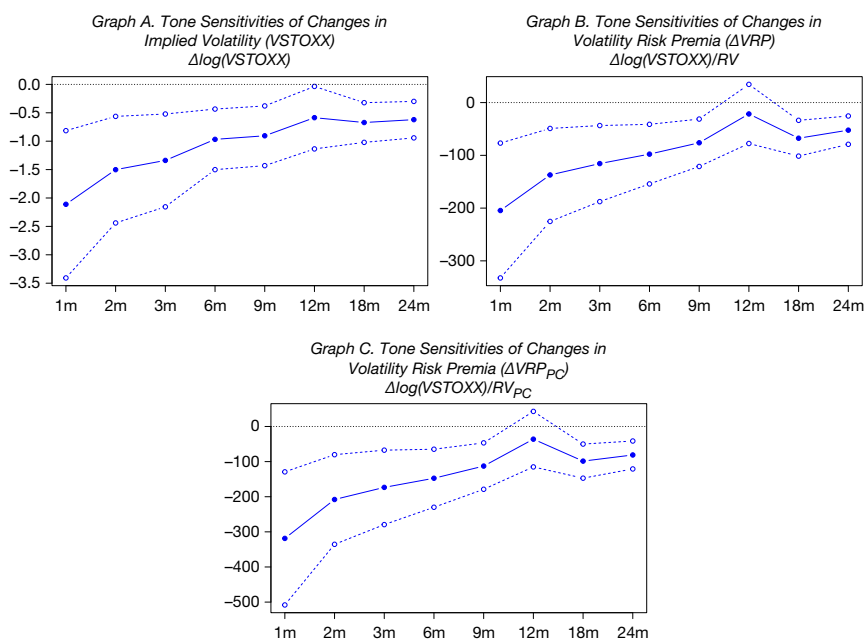 Graph A. Tone Sensitivities of Changes in
Implied Volatility (VSTOXX)
Δlog(VSTOXX)
0.0
−0.5
−1.0
−1.5
−2.0
−2.5
−3.0
−3.5
1m 2m 3m 6m 9m 12m 18m 24m
Graph B. Tone Sensitivities of Changes in
Volatility Risk Premia (ΔVRP)
Δlog(VSTOXX)/RV
0
−100
−200
−300
1m 2m 3m 6m 9m 12m 18m 24m
Graph C. Tone Sensitivities of Changes in
Volatility Risk Premia (ΔVRP_PC)
Δlog(VSTOXX)/RV_PC
0
−100
−200
−300
−400
−500
1m 2m 3m 6m 9m 12m 18m 24m